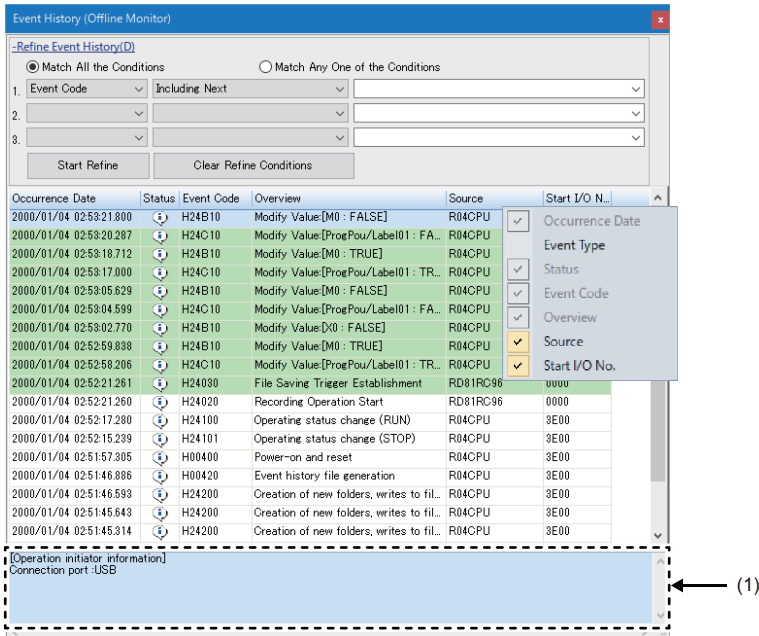 Event History (Offline Monitor)
x
-Refine Event History(D)
Match All the Conditions Match Any One of the Conditions
1. Event Code Including Next
2.
3.
Start Refine Clear Refine Conditions
Occurrence Date Status Event Code Overview Source Start I/O N...
2000/01/04 02:53:21.800 H24B10 Modify Value:[M0 : FALSE] R04CPU
2000/01/04 02:53:20.287 H24C10 Modify Value:[ProgPou/Label01 : FA... R04CPU
2000/01/04 02:53:18.712 H24B10 Modify Value:[M0 : TRUE] R04CPU
2000/01/04 02:53:17.000 H24C10 Modify Value:[ProgPou/Label01 : TR... R04CPU
2000/01/04 02:53:05.629 H24B10 Modify Value:[M0 : FALSE] R04CPU
2000/01/04 02:53:04.599 H24C10 Modify Value:[ProgPou/Label01 : FA... R04CPU
2000/01/04 02:53:02.770 H24B10 Modify Value:[X0 : FALSE] R04CPU
2000/01/04 02:52:59.838 H24B10 Modify Value:[M0 : TRUE] R04CPU
2000/01/04 02:52:58.206 H24C10 Modify Value:[ProgPou/Label01 : TR... R04CPU
2000/01/04 02:52:21.261 H24030 File Saving Trigger Establishment RD81RC96 0000
2000/01/04 02:52:21.260 H24020 Recording Operation Start RD81RC96 0000
2000/01/04 02:52:17.280 H24100 Operating status change (RUN) R04CPU 3E00
2000/01/04 02:52:15.239 H24101 Operating status change (STOP) R04CPU 3E00
2000/01/04 02:51:57.305 H00400 Power-on and reset R04CPU 3E00
2000/01/04 02:51:46.886 H00420 Event history file generation R04CPU 3E00
2000/01/04 02:51:46.593 H24200 Creation of new folders, writes to fil... R04CPU 3E00
2000/01/04 02:51:45.643 H24200 Creation of new folders, writes to fil... R04CPU 3E00
2000/01/04 02:51:45.314 H24200 Creation of new folders, writes to fil... R04CPU 3E00
Occurrence Date
Event Type
Status
Event Code
Overview
Source
Start I/O No.
[Operation initiator information]
Connection port :USB
(1)